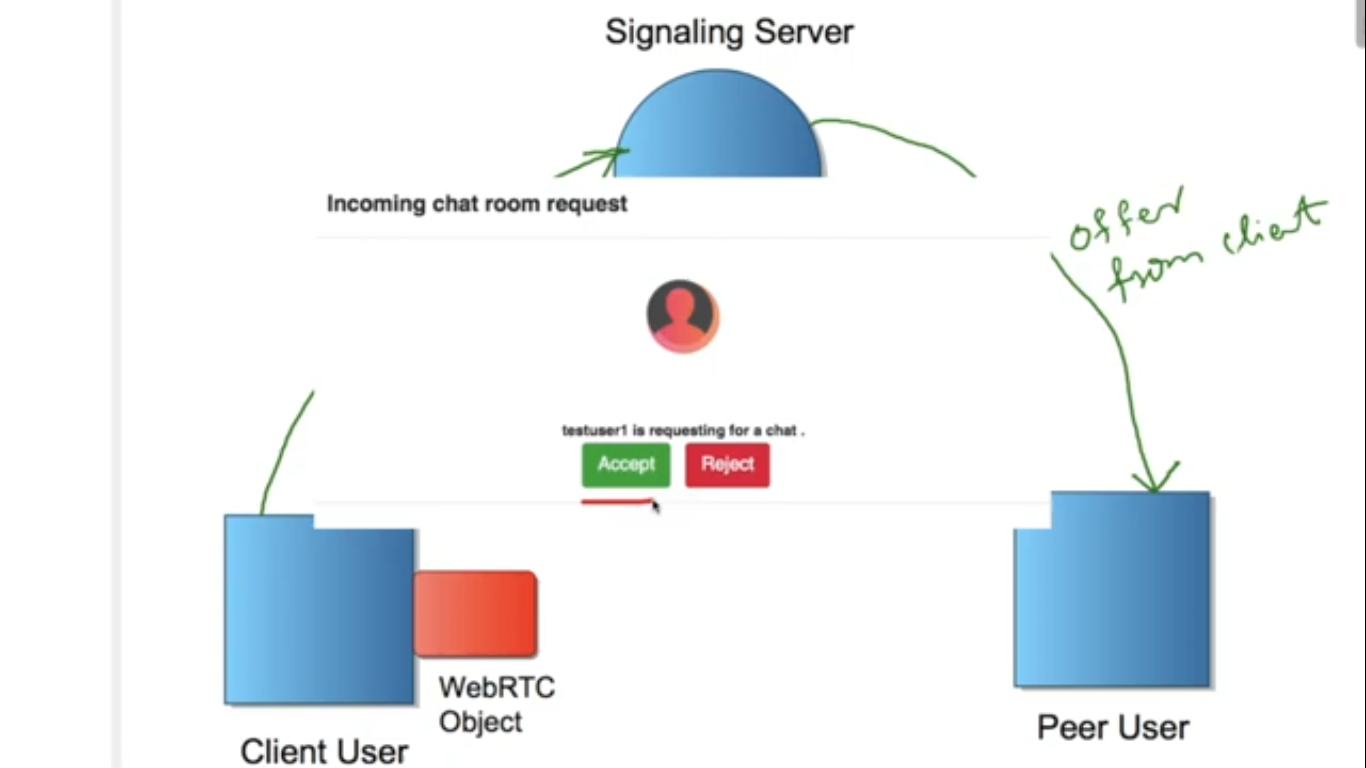 Signaling Server
Incoming chat room request
offer
from client
testuser1 is requesting for a chat .
Accept Reject
WebRTC
Object
Client User
Peer User